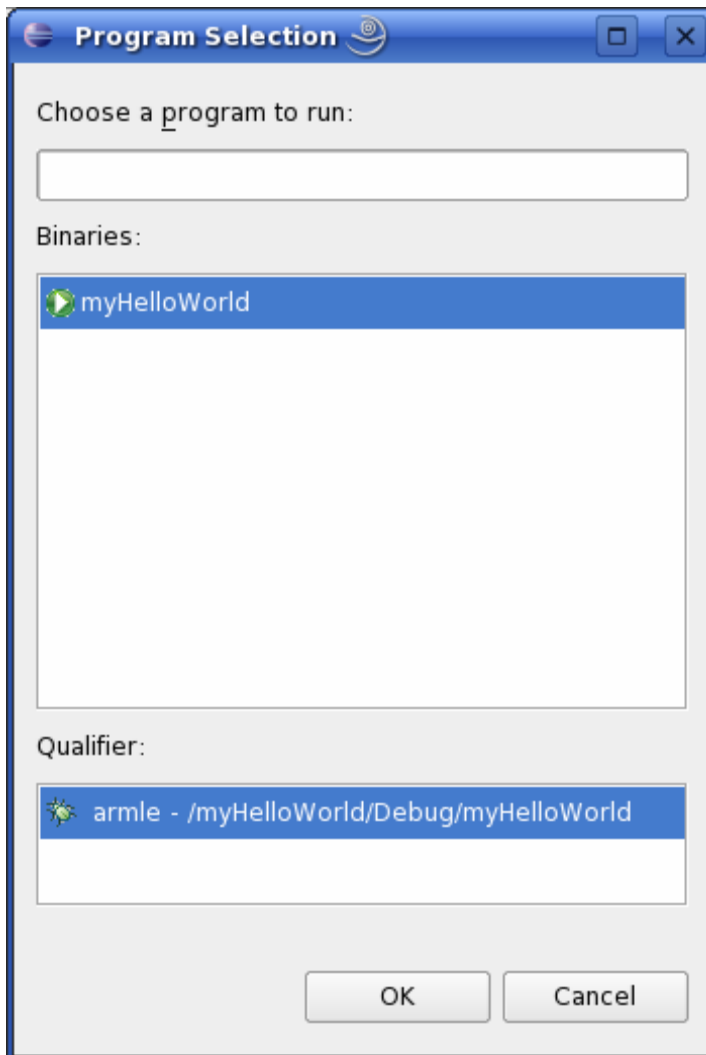 Program Selection
Choose a program to run:
Binaries:
myHelloWorld
Qualifier:
armle - /myHelloWorld/Debug/myHelloWorld
OK Cancel